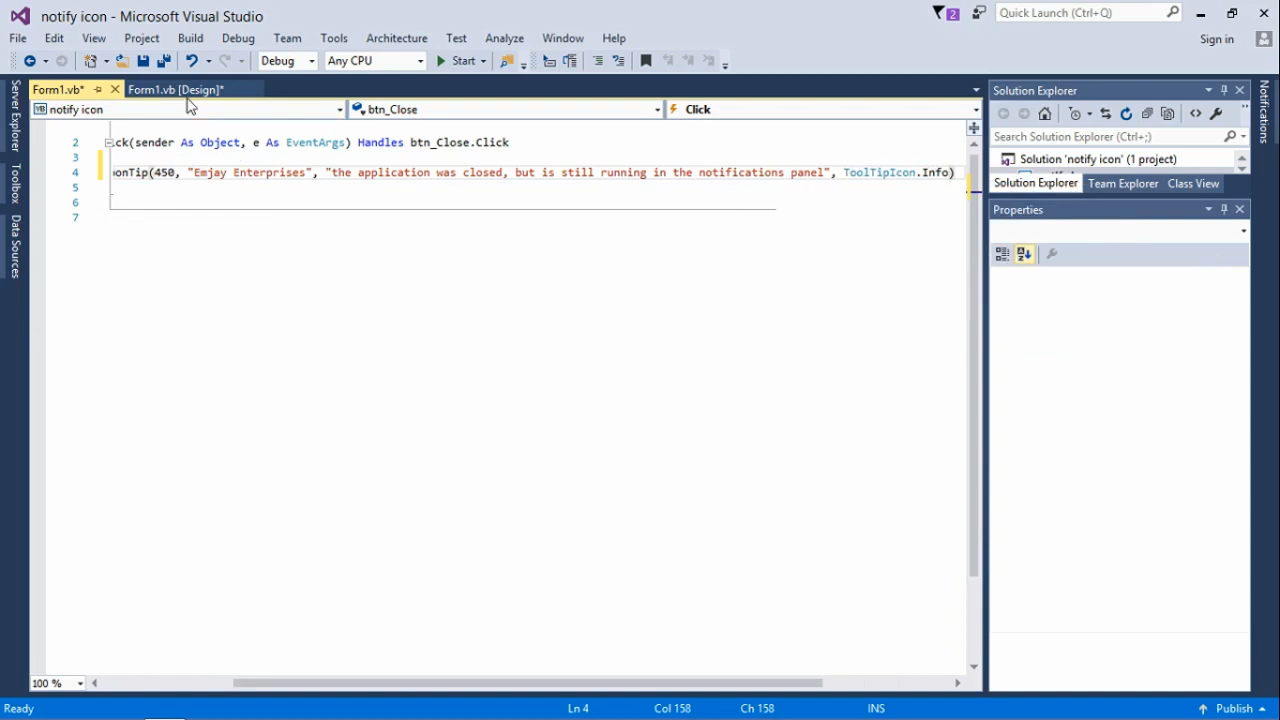 notify icon - Microsoft Visual Studio
2
Quick Launch (Ctrl+Q)
File Edit View Project Build Debug Team Tools Architecture Test Analyze Window Help
Sign in
Debug Any CPU Start
Server Explorer
Toolbox
Data Sources
Form1.vb* Form1.vb [Design]*
notify icon btn_Close Click
2 ick(sender As Object, e As EventArgs) Handles btn_Close.Click
3
4 onTip(450, "Emjay Enterprises", "the application was closed, but is still running in the notifications panel", ToolTipIcon.Info)
5
6
7
100 %
Solution Explorer
Search Solution Explorer (Ctrl+;)
Solution 'notify icon' (1 project)
Solution Explorer Team Explorer Class View
Properties
Notifications
Ready Ln 4 Col 158 Ch 158 INS Publish